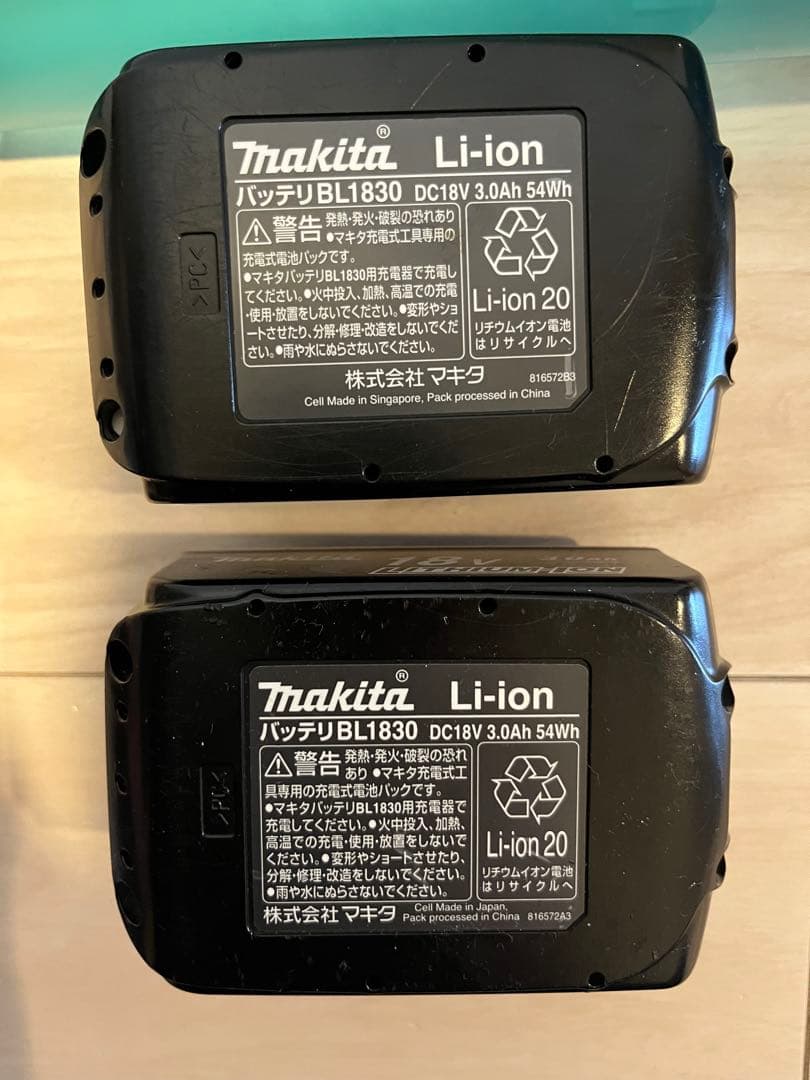 makita® Li-ion
バッテリ BL1830 DC18V 3.0Ah 54Wh
警告 発熱・発火・破裂の恐れあり
●マキタ充電式工具専用の
充電式電池パックです。
●マキタバッテリBL1830用充電器で充電し
てください。●火中投入、加熱、高温での充電
・使用・放置をしないでください。●変形やショ
ートさせたり、分解・修理・改造をしないでくだ
さい。●雨や水にぬらさないでください。
Li-ion 20
リチウムイオン電池
はリサイクルへ
株式会社マキタ 816572B3
Cell Made in Singapore, Pack processed in China
>PC<
makita 18V 3.0Ah
LITHIUM-ION
makita® Li-ion
バッテリ BL1830 DC18V 3.0Ah 54Wh
警告 発熱・発火・破裂の恐れ
あり ●マキタ充電式工
具専用の充電式電池パックです。
●マキタバッテリBL1830用充電器で
充電してください。●火中投入、加熱、
高温での充電・使用・放置をしないで
ください。●変形やショートさせたり、
分解・修理・改造をしないでください。
●雨や水にぬらさないでください。
Li-ion 20
リチウムイオン電池
はリサイクルへ
株式会社マキタ Cell Made in Japan,
Pack processed in China 816572A3
>PC<